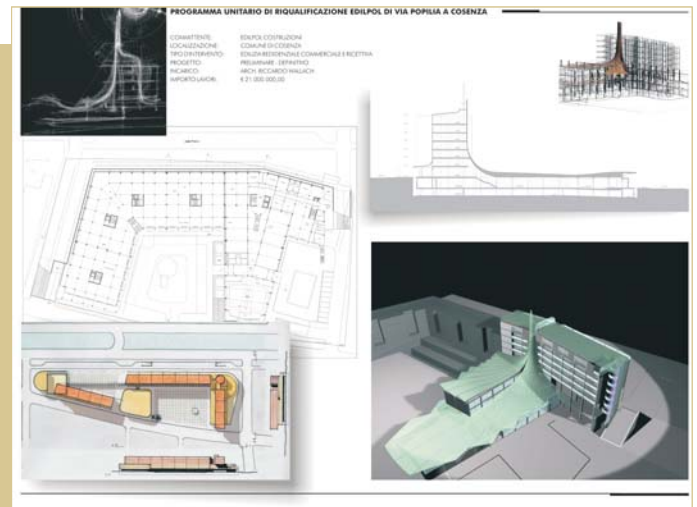 PROGRAMMA UNITARIO DI RIQUALIFICAZIONE EDILPOL DI VIA POPILIA A COSENZA
COMMITTENTE: EDILPOL COSTRUZIONI
LOCALIZZAZIONE: COMUNE DI COSENZA
TIPO D'INTERVENTO: EDILIZIA RESIDENZIALE COMMERCIALE E RICETTIVA
PROGETTO: PRELIMINARE - DEFINITIVO
INCARICO: ARCH. RICCARDO WALLACH
IMPORTO LAVORI: € 21.000.000,00